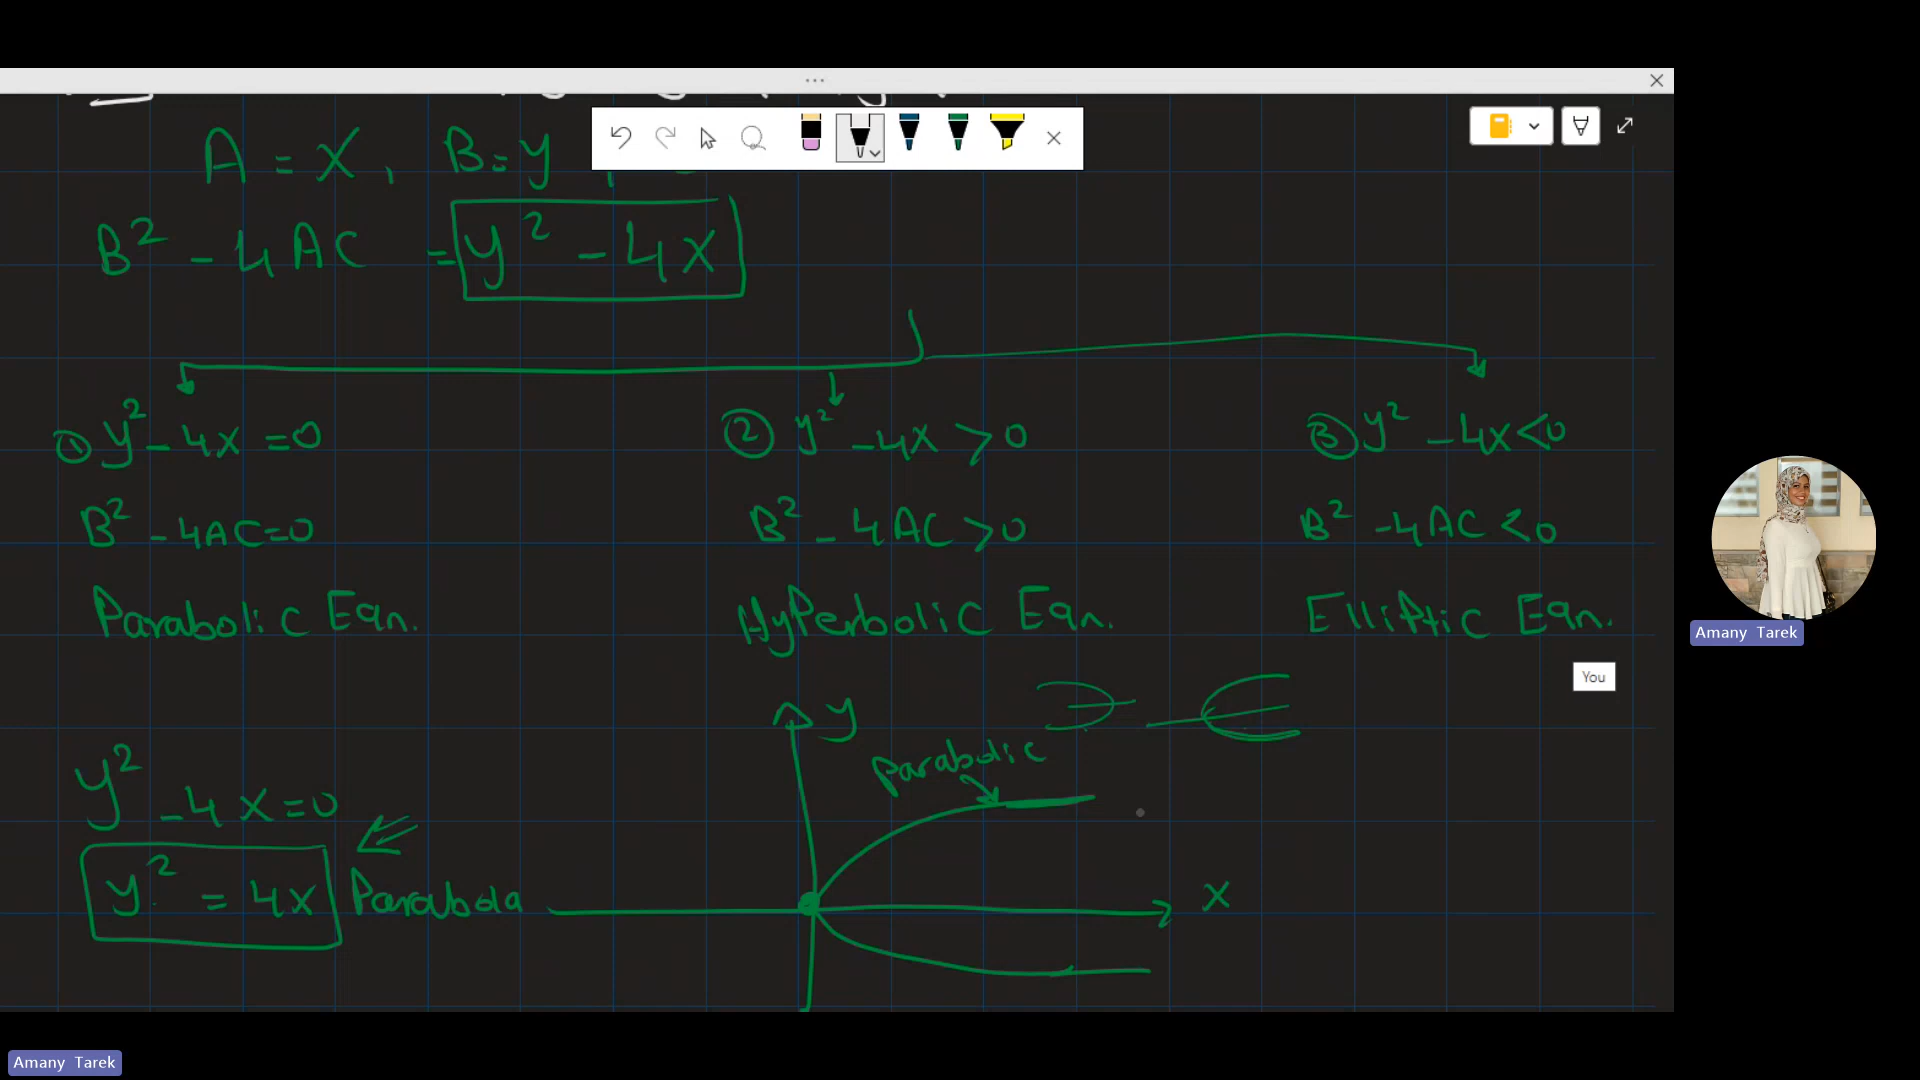 A = X , B = y ,
B² - 4AC = y² - 4X
① y² - 4X = 0
② y² - 4X > 0
③ y² - 4X < 0
B² - 4AC = 0
B² - 4AC > 0
B² - 4AC < 0
Parabolic Eqn.
HyPerbolic Eqn.
Elliptic Eqn.
You
Amany Tarek
y
parabolic
y² - 4X = 0
y² = 4X Parabola
X
Amany Tarek